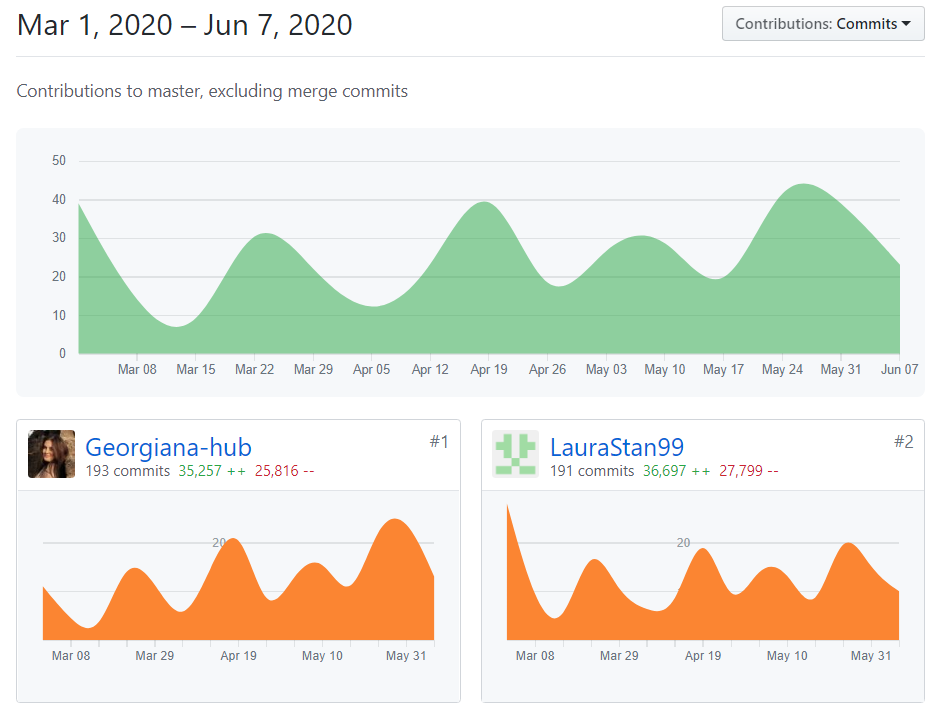 Mar 1, 2020 – Jun 7, 2020
Contributions: Commits
Contributions to master, excluding merge commits
50
40
30
20
10
0
Mar 08 Mar 15 Mar 22 Mar 29 Apr 05 Apr 12 Apr 19 Apr 26 May 03 May 10 May 17 May 24 May 31 Jun 07
Georgiana-hub #1
193 commits 35,257 ++ 25,816 --
20
Mar 08 Mar 29 Apr 19 May 10 May 31
LauraStan99 #2
191 commits 36,697 ++ 27,799 --
20
Mar 08 Mar 29 Apr 19 May 10 May 31